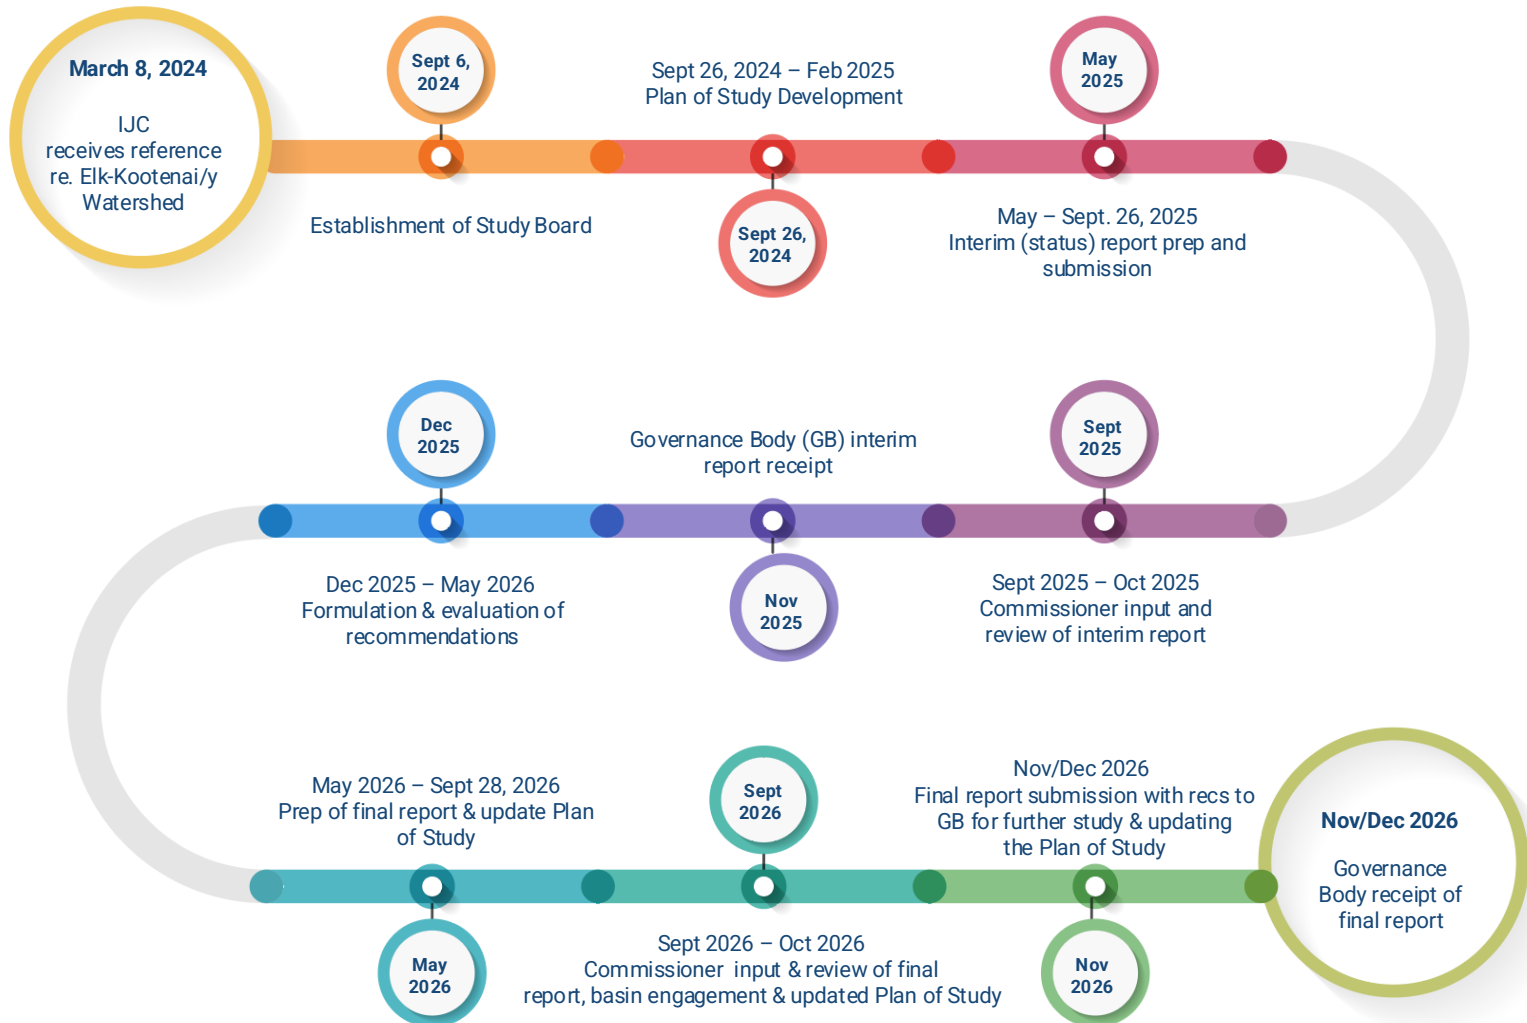 March 8, 2024
IJC
receives reference
re. Elk-Kootenai/y
Watershed
Sept 6,
2024
Establishment of Study Board
Sept 26, 2024 – Feb 2025
Plan of Study Development
Sept 26,
2024
May
2025
May – Sept. 26, 2025
Interim (status) report prep and
submission
Sept
2025
Sept 2025 – Oct 2025
Commissioner input and
review of interim report
Governance Body (GB) interim
report receipt
Nov
2025
Dec
2025
Dec 2025 – May 2026
Formulation & evaluation of
recommendations
May 2026 – Sept 28, 2026
Prep of final report & update Plan
of Study
May
2026
Sept
2026
Sept 2026 – Oct 2026
Commissioner input & review of final
report, basin engagement & updated Plan of Study
Nov/Dec 2026
Final report submission with recs to
GB for further study & updating
the Plan of Study
Nov
2026
Nov/Dec 2026
Governance
Body receipt of
final report